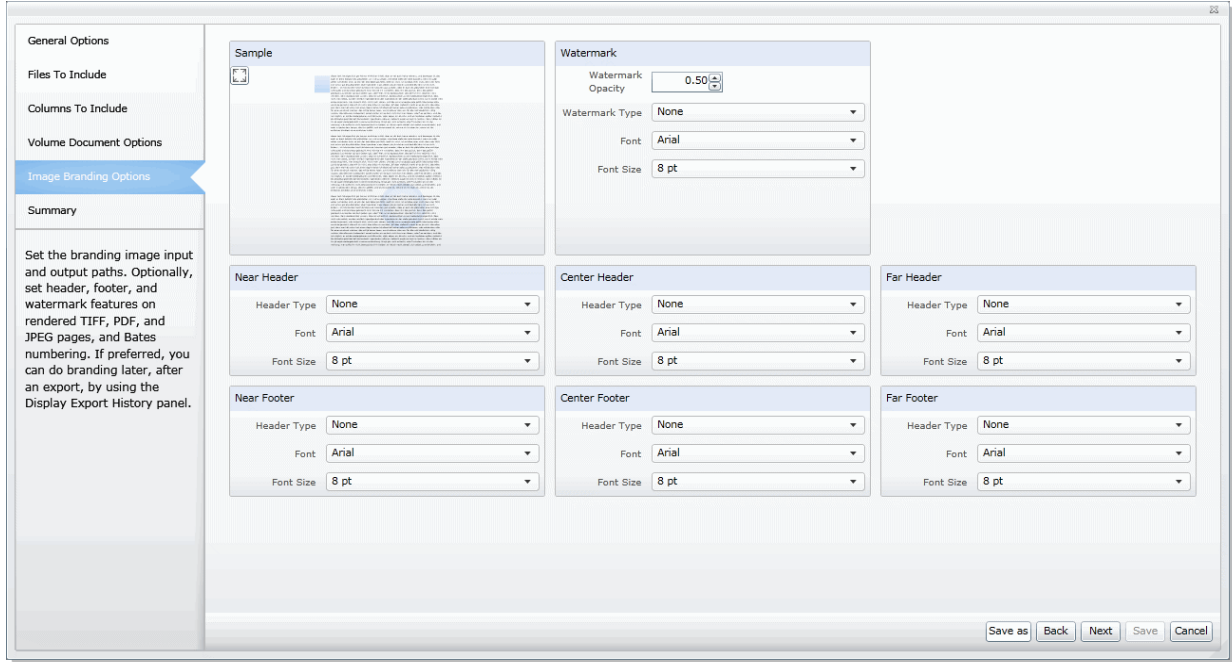 General Options
Files To Include
Columns To Include
Volume Document Options
Image Branding Options
Summary
Set the branding image input
and output paths. Optionally,
set header, footer, and
watermark features on
rendered TIFF, PDF, and
JPEG pages, and Bates
numbering. If preferred, you
can do branding later, after
an export, by using the
Display Export History panel.
Sample
Watermark
Watermark
Opacity
0.50
Watermark Type None
Font Arial
Font Size 8 pt
Near Header
Header Type None
Font Arial
Font Size 8 pt
Center Header
Header Type None
Font Arial
Font Size 8 pt
Far Header
Header Type None
Font Arial
Font Size 8 pt
Near Footer
Header Type None
Font Arial
Font Size 8 pt
Center Footer
Header Type None
Font Arial
Font Size 8 pt
Far Footer
Header Type None
Font Arial
Font Size 8 pt
Save as Back Next Save Cancel